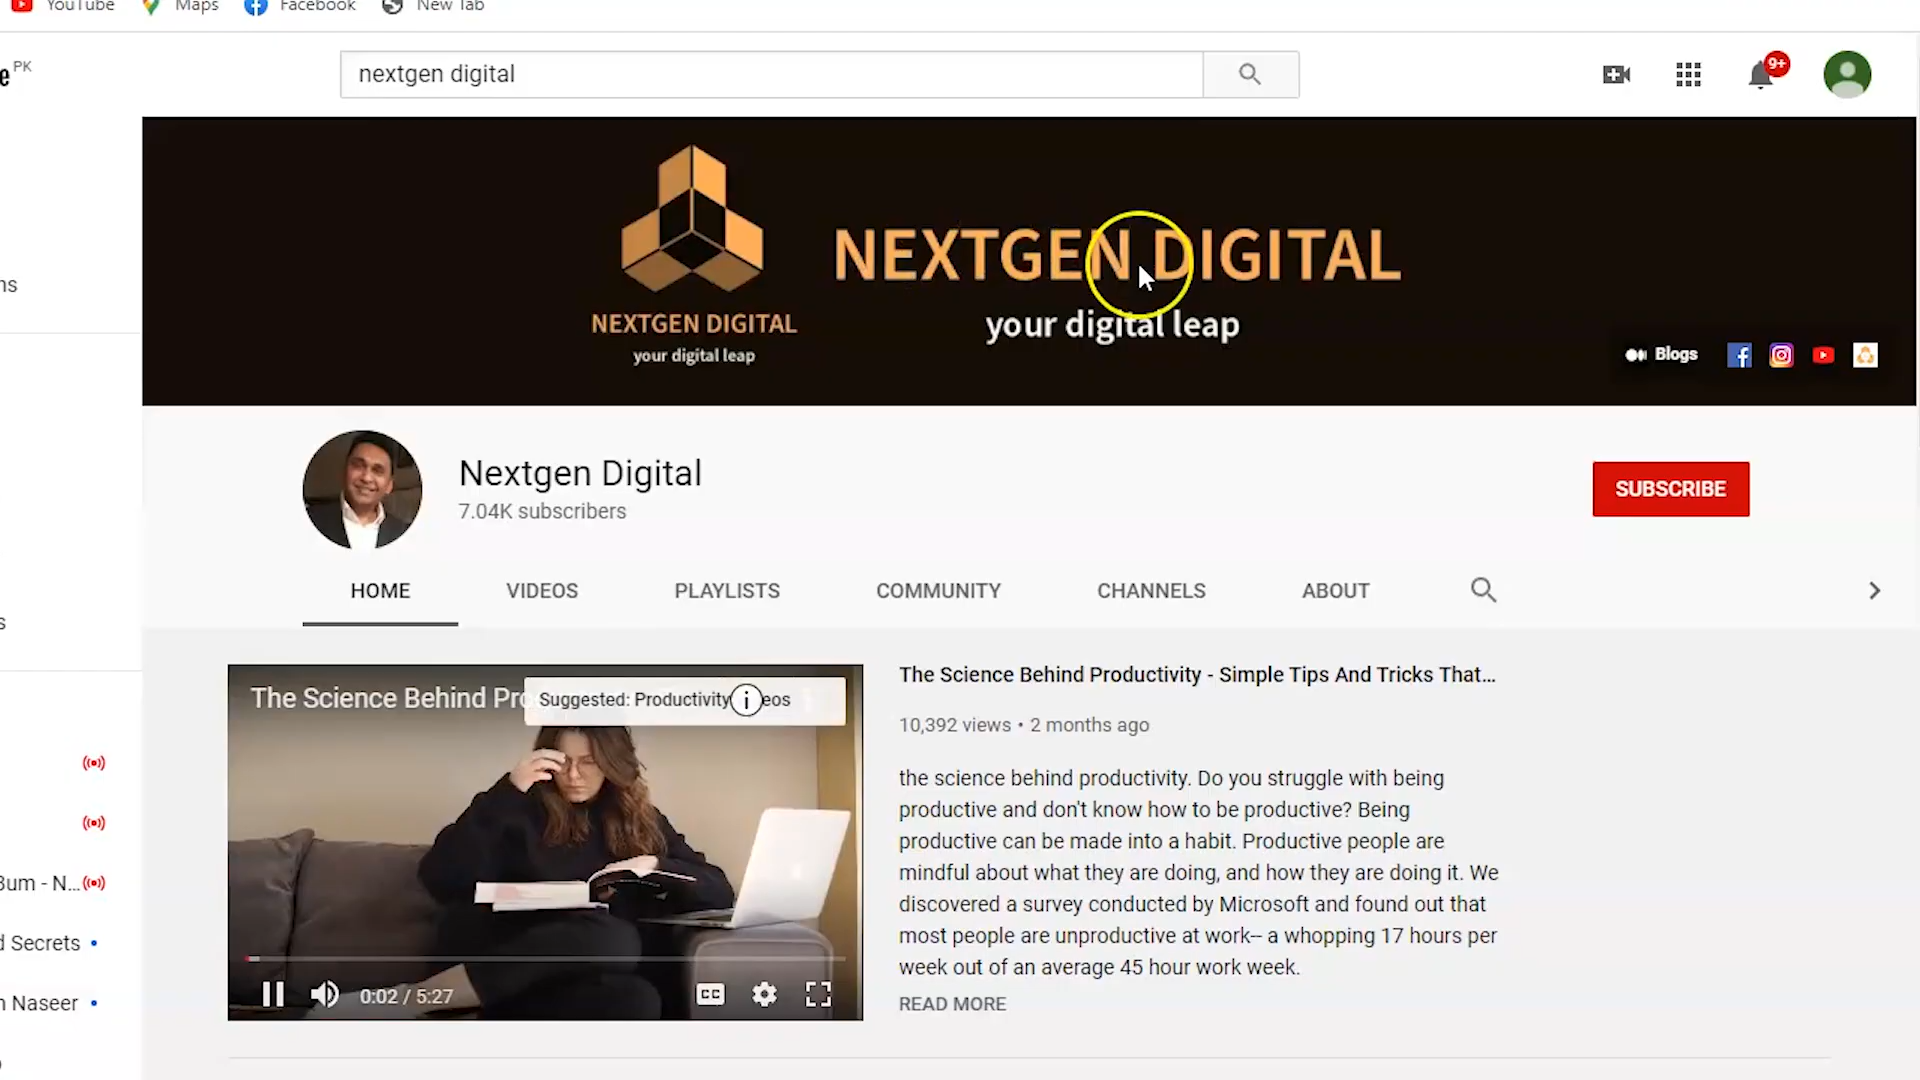 YouTube Maps Facebook New Tab
e PK
nextgen digital
9+
NEXTGEN DIGITAL
your digital leap
NEXTGEN DIGITAL
your digital leap
Blogs
ns
Nextgen Digital
7.04K subscribers
SUBSCRIBE
HOME VIDEOS PLAYLISTS COMMUNITY CHANNELS ABOUT
s
The Science Behind Pro
Suggested: Productivity eos
i
0:02 / 5:27
CC
The Science Behind Productivity - Simple Tips And Tricks That...
10,392 views • 2 months ago
the science behind productivity. Do you struggle with being
productive and don't know how to be productive? Being
productive can be made into a habit. Productive people are
mindful about what they are doing, and how they are doing it. We
discovered a survey conducted by Microsoft and found out that
most people are unproductive at work-- a whopping 17 hours per
week out of an average 45 hour work week.
READ MORE
Bum - N...
d Secrets
n Naseer